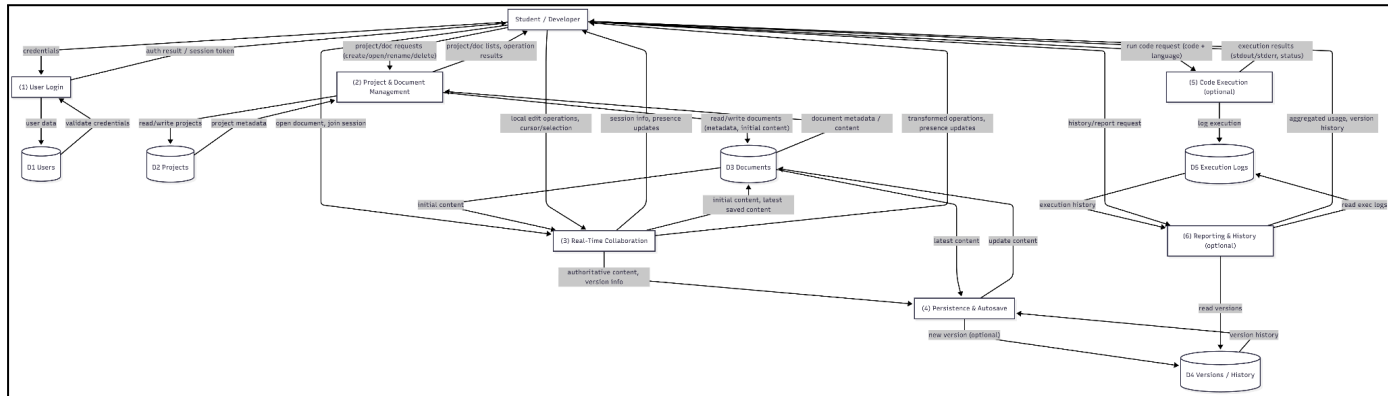 Student / Developer
credentials
auth result / session token
project/doc requests
(create/open/rename/delete)
project/doc lists, operation
results
run code request (code +
language)
execution results
(stdout/stderr, status)
(1) User Login
(2) Project & Document
Management
(5) Code Execution
(optional)
user data
validate credentials
read/write projects
project metadata
open document, join session
local edit operations,
cursor/selection
session info, presence
updates
read/write documents
(metadata, initial content)
document metadata /
content
transformed operations,
presence updates
history/report request
log execution
aggregated usage, version
history
D1 Users
D2 Projects
D3 Documents
D5 Execution Logs
initial content
initial content, latest
saved content
execution history
read exec logs
(3) Real-Time Collaboration
latest content
update content
(6) Reporting & History
(optional)
authoritative content,
version info
(4) Persistence & Autosave
read versions
new version (optional)
version history
D4 Versions / History